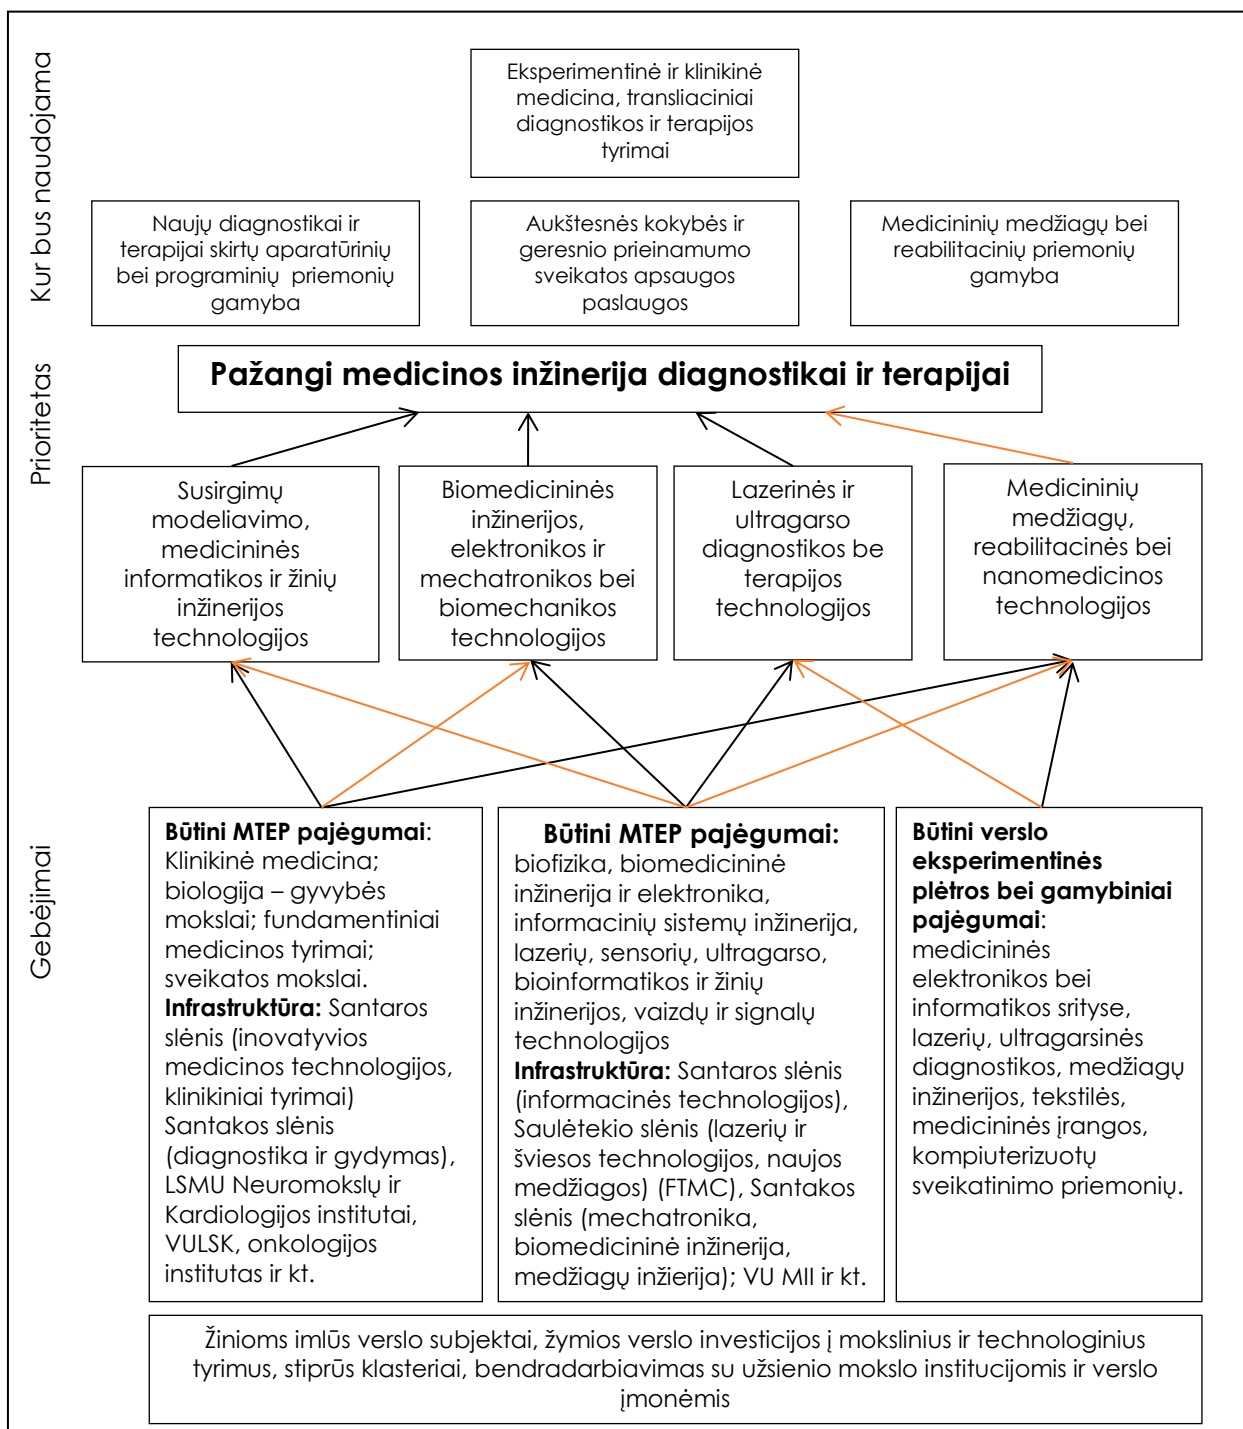 Kur bus naudojama
Eksperimentinė ir klinikinė
medicina, transliaciniai
diagnostikos ir terapijos
tyrimai
Naujų diagnostikai ir
terapijai skirtų aparatūrinių
bei programinių priemonių
gamyba
Aukštesnės kokybės ir
geresnio prieinamumo
sveikatos apsaugos
paslaugos
Medicininių medžiagų bei
reabilitacinių priemonių
gamyba
Prioritetas
Pažangi medicinos inžinerija diagnostikai ir terapijai
Susirgimų
modeliavimo,
medicininės
informatikos ir žinių
inžinerijos
technologijos
Biomedicininės
inžinerijos,
elektronikos ir
mechatronikos bei
biomechanikos
technologijos
Lazerinės ir
ultragarso
diagnostikos be
terapijos
technologijos
Medicininių
medžiagų,
reabilitacinės bei
nanomedicinos
technologijos
Gebėjimai
Būtini MTEP pajėgumai:
Klinikinė medicina;
biologija – gyvybės
mokslai; fundamentiniai
medicinos tyrimai;
sveikatos mokslai.
Infrastruktūra: Santaros
slėnis (inovatyvios
medicinos technologijos,
klinikiniai tyrimai)
Santakos slėnis
(diagnostika ir gydymas),
LSMU Neuromokslų ir
Kardiologijos institutai,
VULSK, onkologijos
institutas ir kt.
Būtini MTEP pajėgumai:
biofizika, biomedicininė
inžinerija ir elektronika,
informacinių sistemų inžinerija,
lazerių, sensorių, ultragarso,
bioinformatikos ir žinių
inžinerijos, vaizdų ir signalų
technologijos
Infrastruktūra: Santaros slėnis
(informacinės technologijos),
Saulėtekio slėnis (lazerių ir
šviesos technologijos, naujos
medžiagos) (FTMC), Santakos
slėnis (mechatronika,
biomedicininė inžinerija,
medžiagų inžierija); VU MII ir kt.
Būtini verslo
eksperimentinės
plėtros bei gamybiniai
pajėgumai:
medicininės
elektronikos bei
informatikos srityse,
lazerių, ultragarsinės
diagnostikos, medžiagų
inžinerijos, tekstilės,
medicininės įrangos,
kompiuterizuotų
sveikatinimo priemonių.
Žinioms imlūs verslo subjektai, žymios verslo investicijos į mokslinius ir technologinius
tyrimus, stiprūs klasteriai, bendradarbiavimas su užsienio mokslo institucijomis ir verslo
įmonėmis